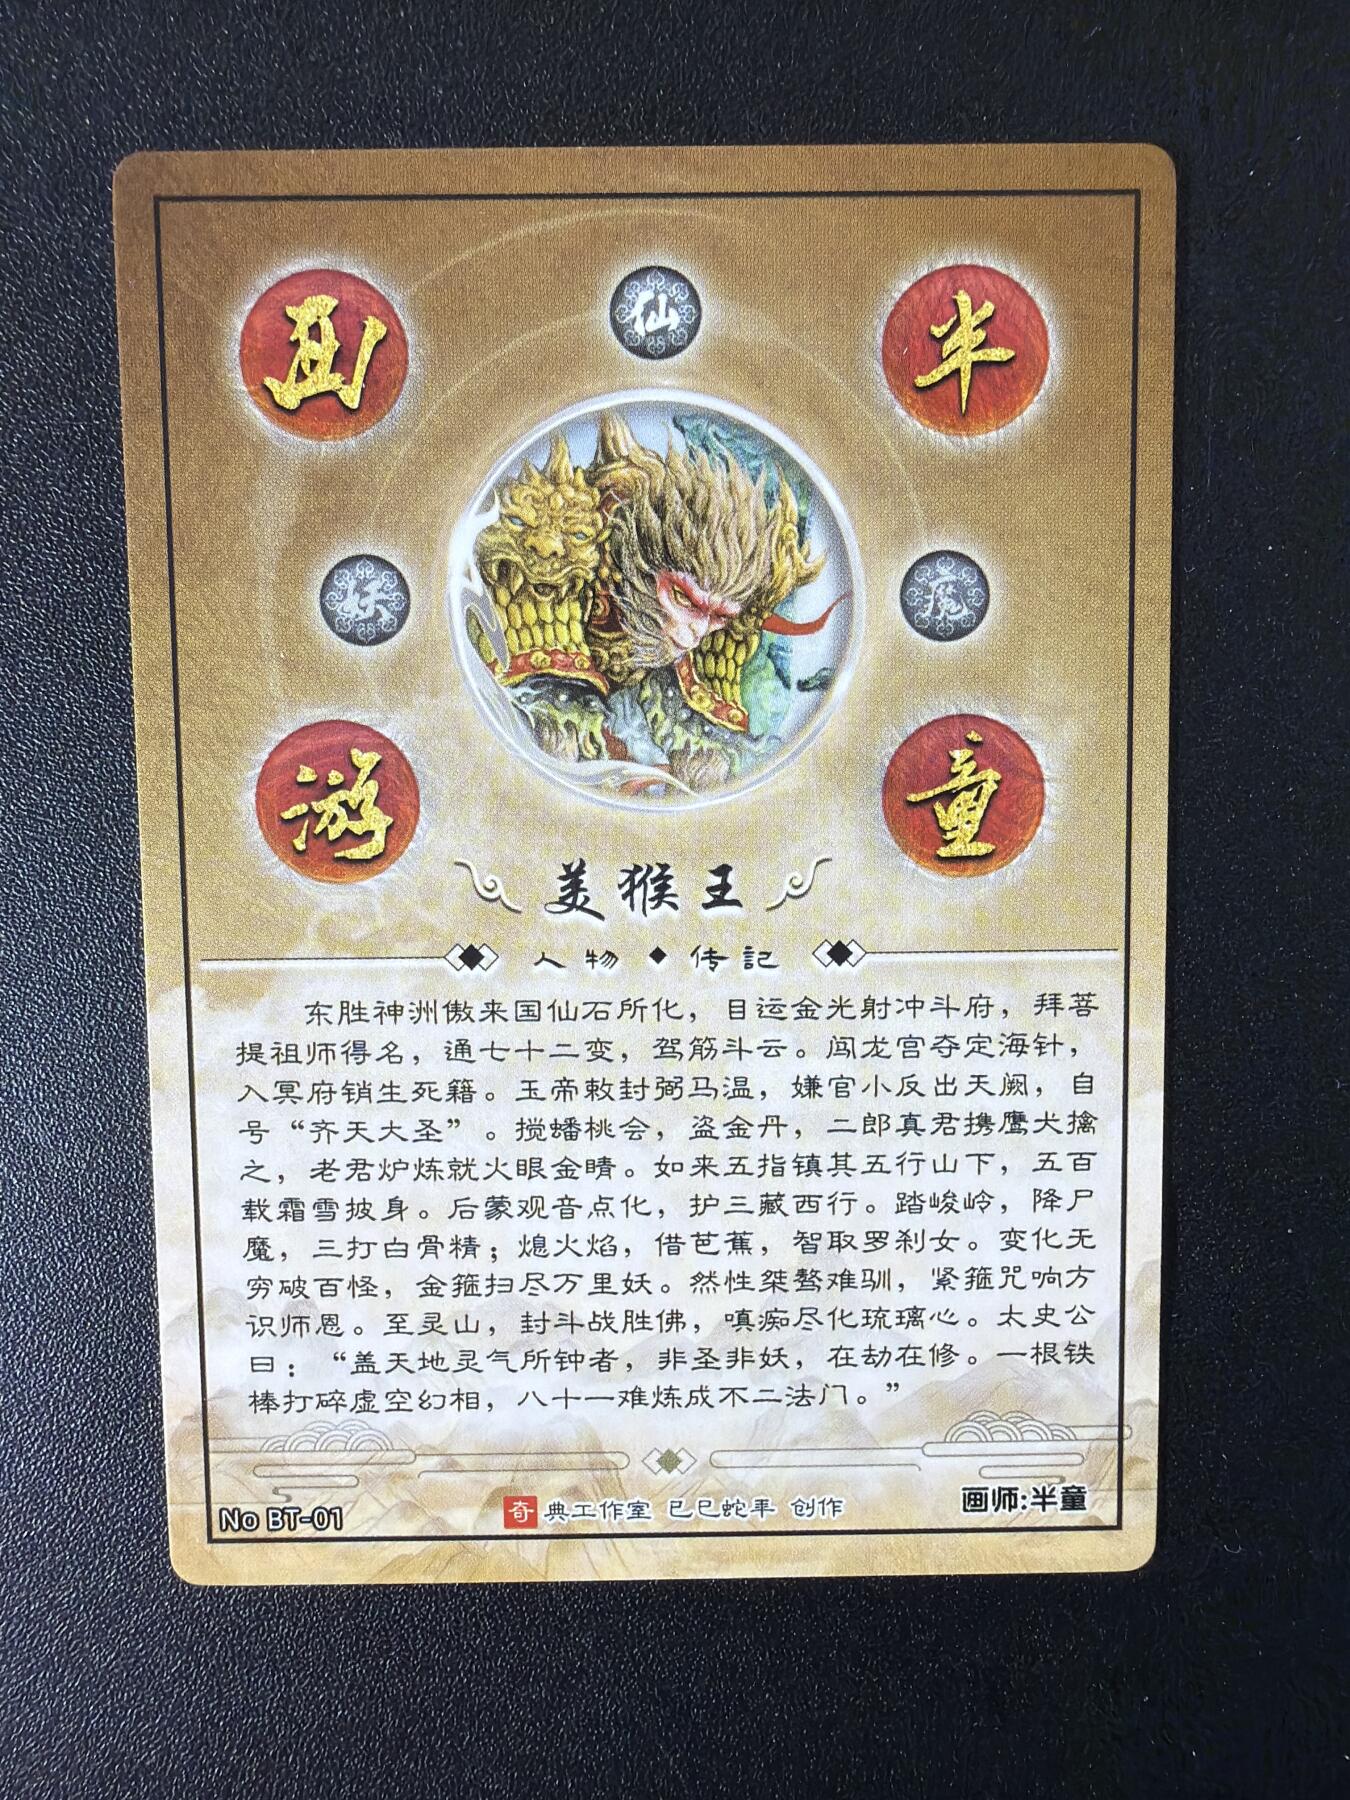 西
仙
半
妖
魔
游
童
美猴王
人物◆传記
东胜神洲傲来国仙石所化，目运金光射冲斗府，拜菩
提祖师得名，通七十二变，驾筋斗云。闯龙宫夺定海针，
入冥府销生死籍。玉帝敕封弼马温，嫌官小反出天阙，自
号“齐天大圣”。搅蟠桃会，盗金丹，二郎真君携鹰犬擒
之，老君炉炼就火眼金睛。如来五指镇其五行山下，五百
载霜雪披身。后蒙观音点化，护三藏西行。踏峻岭，降尸
魔，三打白骨精；熄火焰，借芭蕉，智取罗刹女。变化无
穷破百怪，金箍扫尽万里妖。然性桀骜难驯，紧箍咒响方
识师恩。至灵山，封斗战胜佛，嗔痴尽化琉璃心。太史公
曰：“盖天地灵气所钟者，非圣非妖，在劫在修。一根铁
棒打碎虚空幻相，八十一难炼成不二法门。”
No BT-01
奇典工作室 已巳蛇年 创作
画师:半童